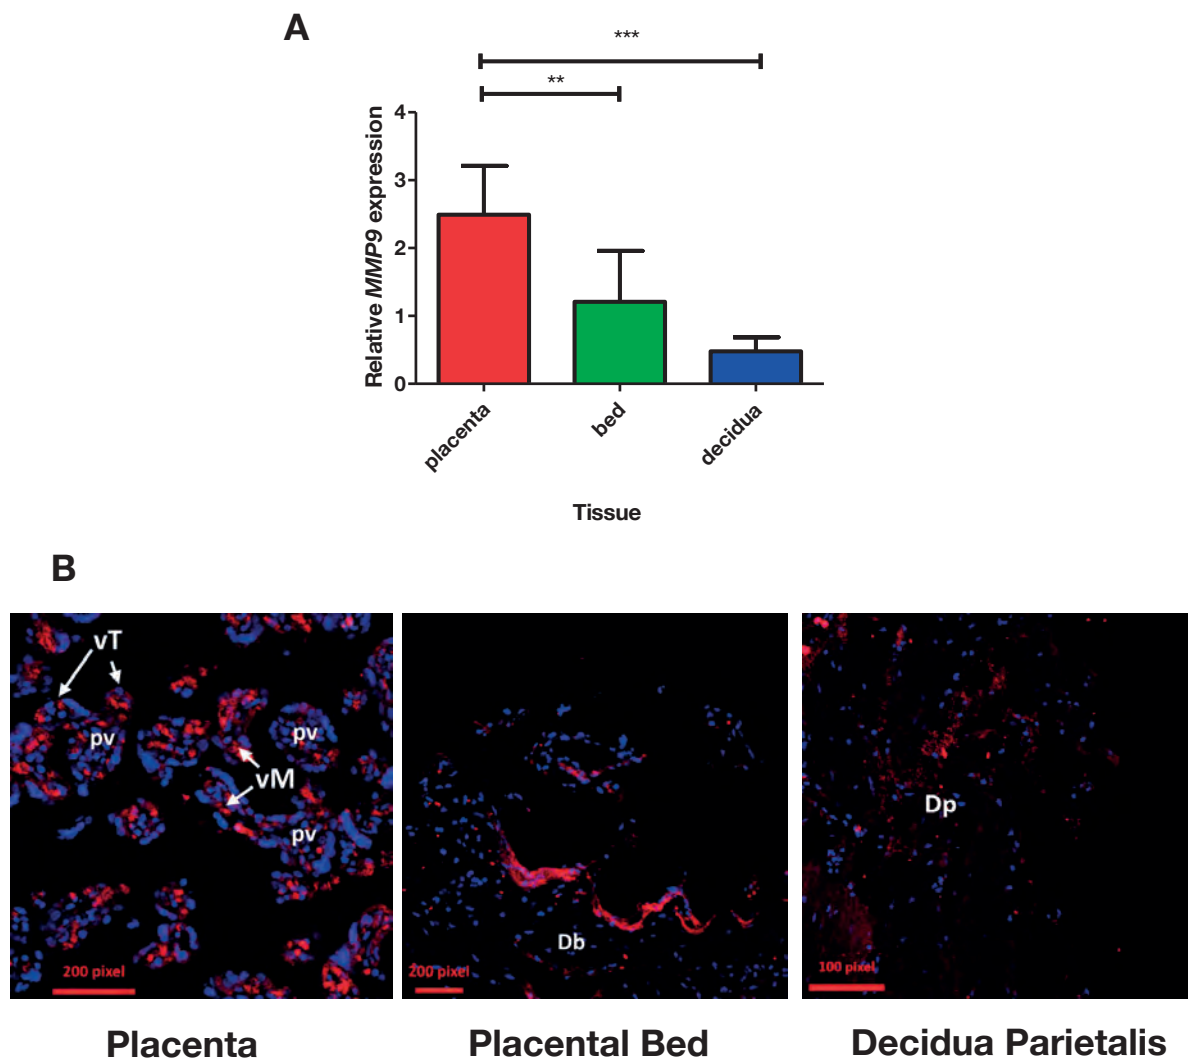 A
***
**
Relative MMP9 expression
4
3
2
1
0
placenta
bed
decidua
Tissue
B
vT
pv
pv
vM
pv
200 pixel
Placenta
Db
200 pixel
Placental Bed
Dp
100 pixel
Decidua Parietalis